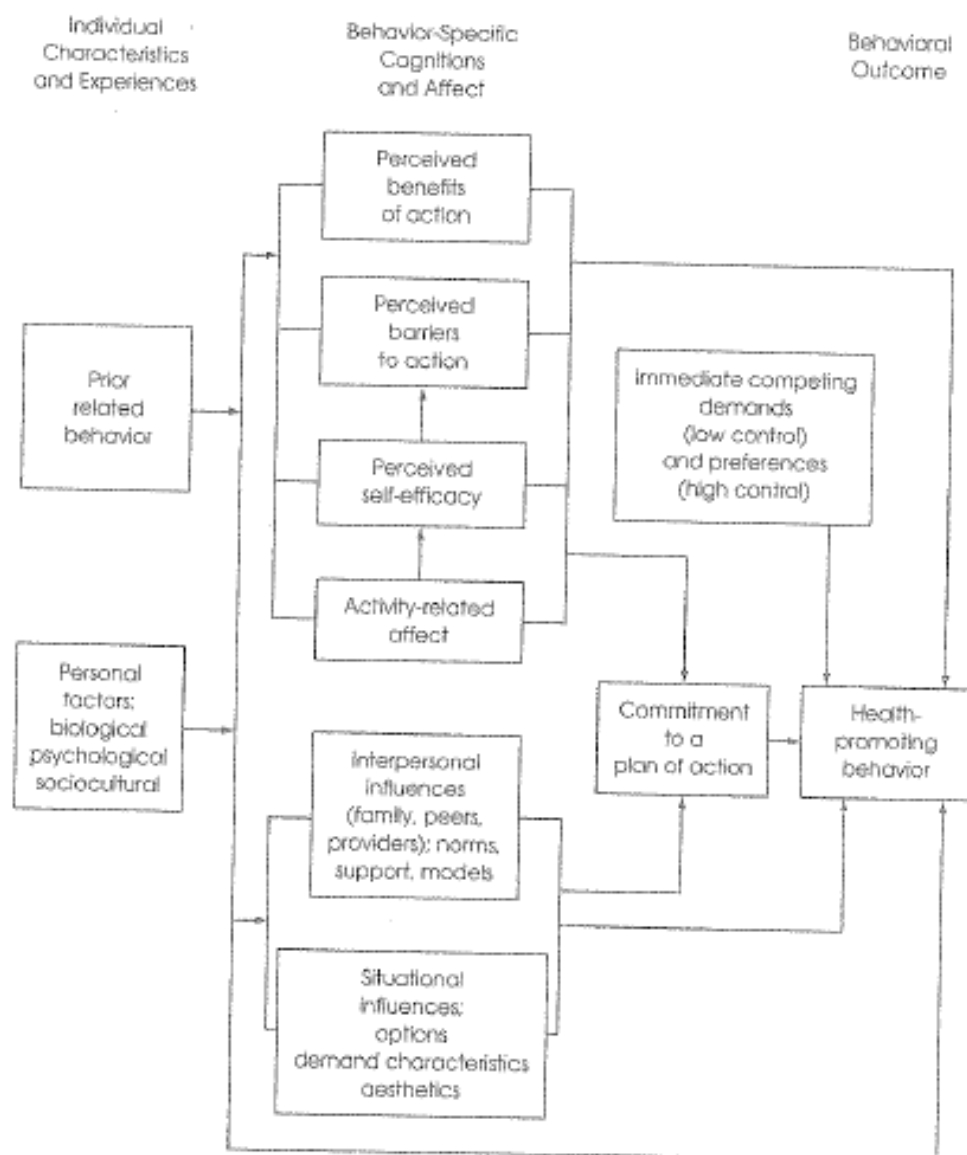 Individual
Characteristics
and Experiences
Behavior-Specific
Cognitions
and Affect
Behavioral
Outcome
Perceived
benefits
of action
Perceived
barriers
to action
Prior
related
behavior
Immediate competing
demands
(low control)
and preferences
(high control)
Perceived
self-efficacy
Activity-related
affect
Personal
factors;
biological
psychological
sociocultural
Commitment
to a
plan of action
Health-
promoting
behavior
Interpersonal
influences
(family, peers,
providers); norms,
support, models
Situational
influences;
options
demand characteristics
aesthetics